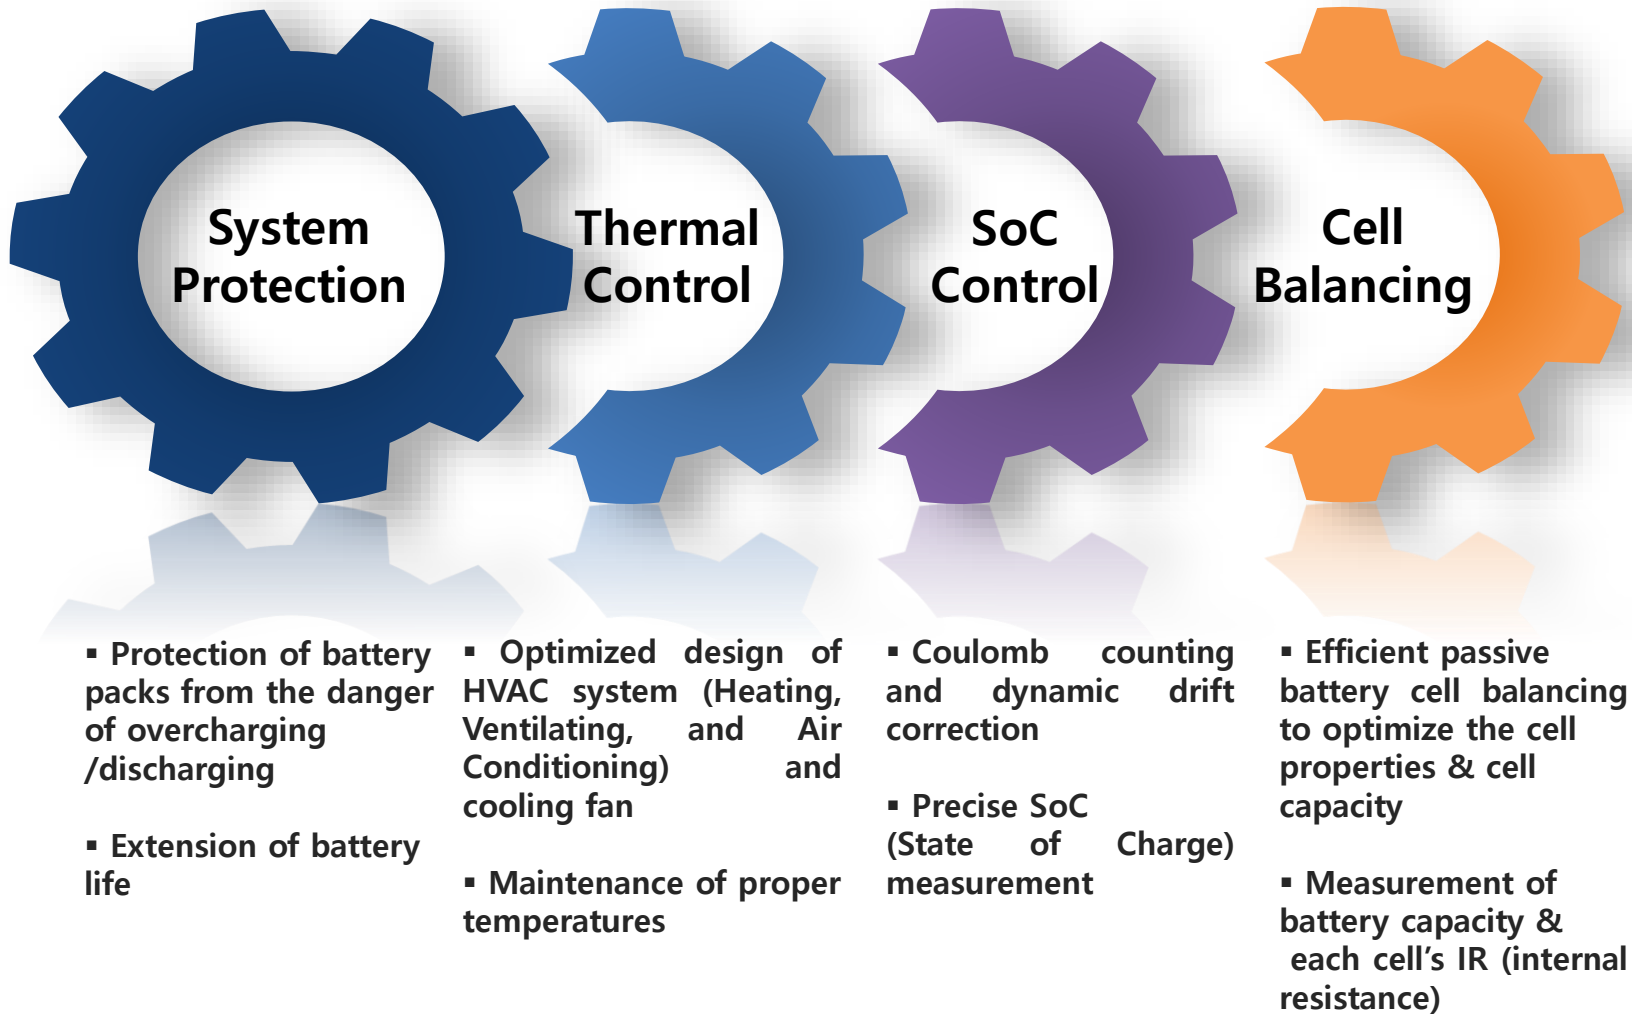 System
Protection
Thermal
Control
SoC
Control
Cell
Balancing
▪ Protection of battery
packs from the danger
of overcharging
/discharging
▪ Extension of battery
life
▪ Optimized design of
HVAC system (Heating,
Ventilating, and Air
Conditioning) and
cooling fan
▪ Maintenance of proper
temperatures
▪ Coulomb counting
and dynamic drift
correction
▪ Precise SoC
(State of Charge)
measurement
▪ Efficient passive
battery cell balancing
to optimize the cell
properties & cell
capacity
▪ Measurement of
battery capacity &
each cell’s IR (internal
resistance)